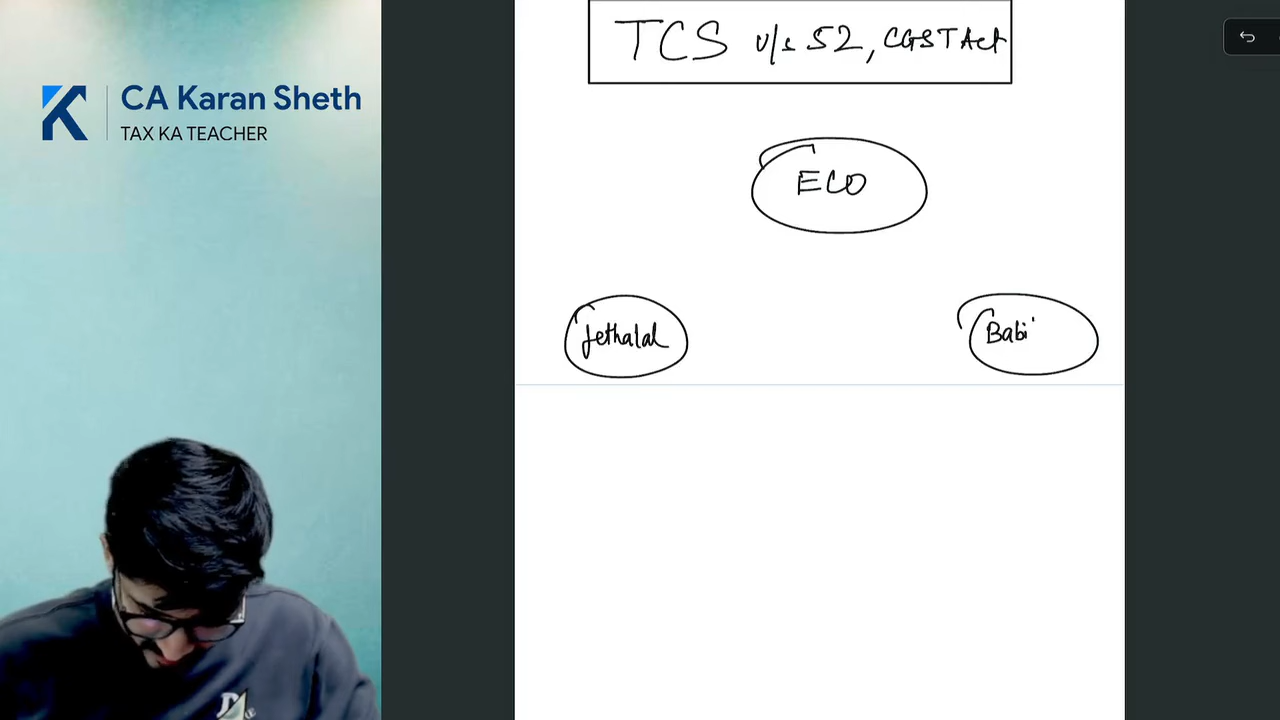 CA Karan Sheth
TAX KA TEACHER
TCS u/s 52, CGST Act
ECO
Jethalal
Babi